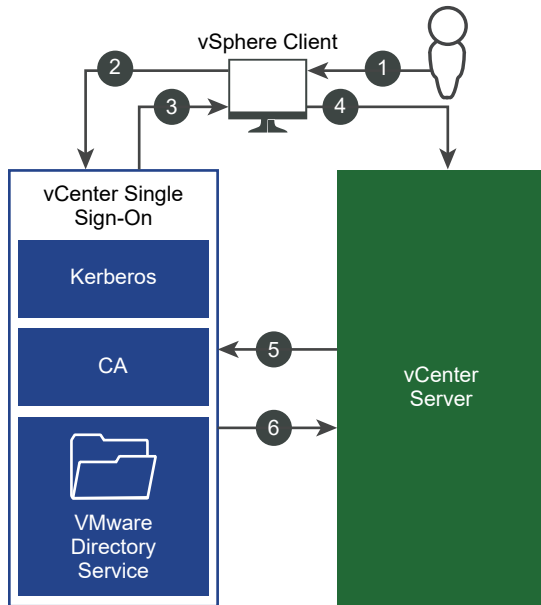 vSphere Client
1
2
3
4
vCenter Single
Sign-On
Kerberos
CA
5
vCenter
Server
6
VMware
Directory
Service